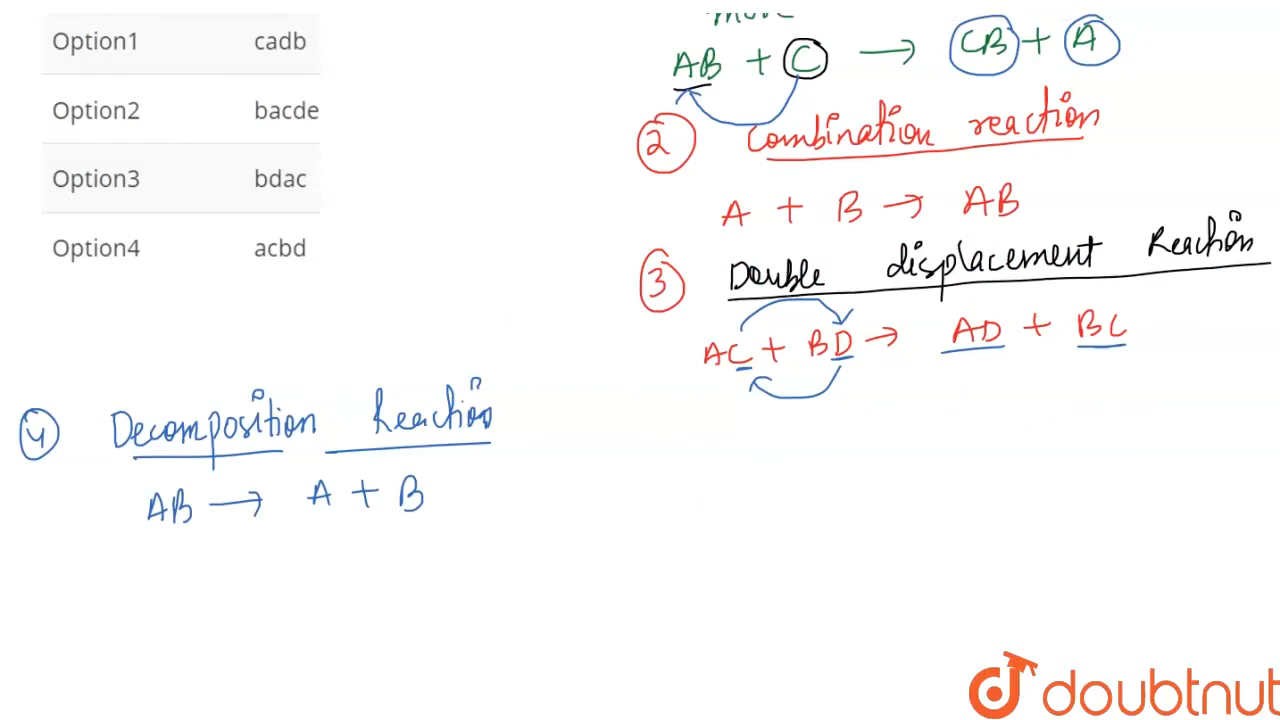 Option1 cadb
Option2 bacde
Option3 bdac
Option4 acbd
AB + C → CB + A
2 Combination reaction
A + B → AB
3 Double displacement Reaction
AC + BD → AD + BC
4 Decomposition Reaction
AB → A + B
doubtnut